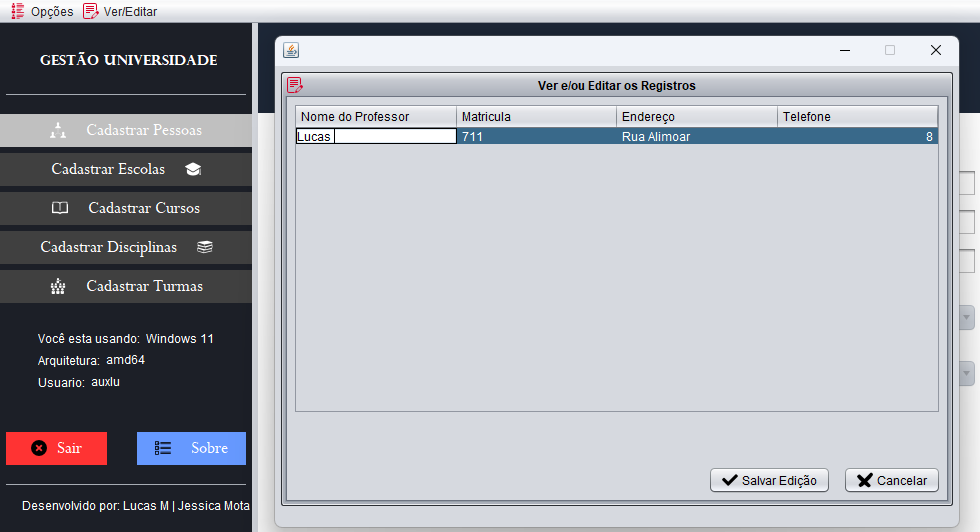 Opções Ver/Editar
GESTÃO UNIVERSIDADE
Cadastrar Pessoas
Cadastrar Escolas
Cadastrar Cursos
Cadastrar Disciplinas
Cadastrar Turmas
Você esta usando: Windows 11
Arquitetura: amd64
Usuario: auxlu
Sair Sobre
Desenvolvido por: Lucas M | Jessica Mota
Ver e/ou Editar os Registros
Nome do Professor Matricula Endereço Telefone
Lucas 711 Rua Alimoar 8
Salvar Edição Cancelar